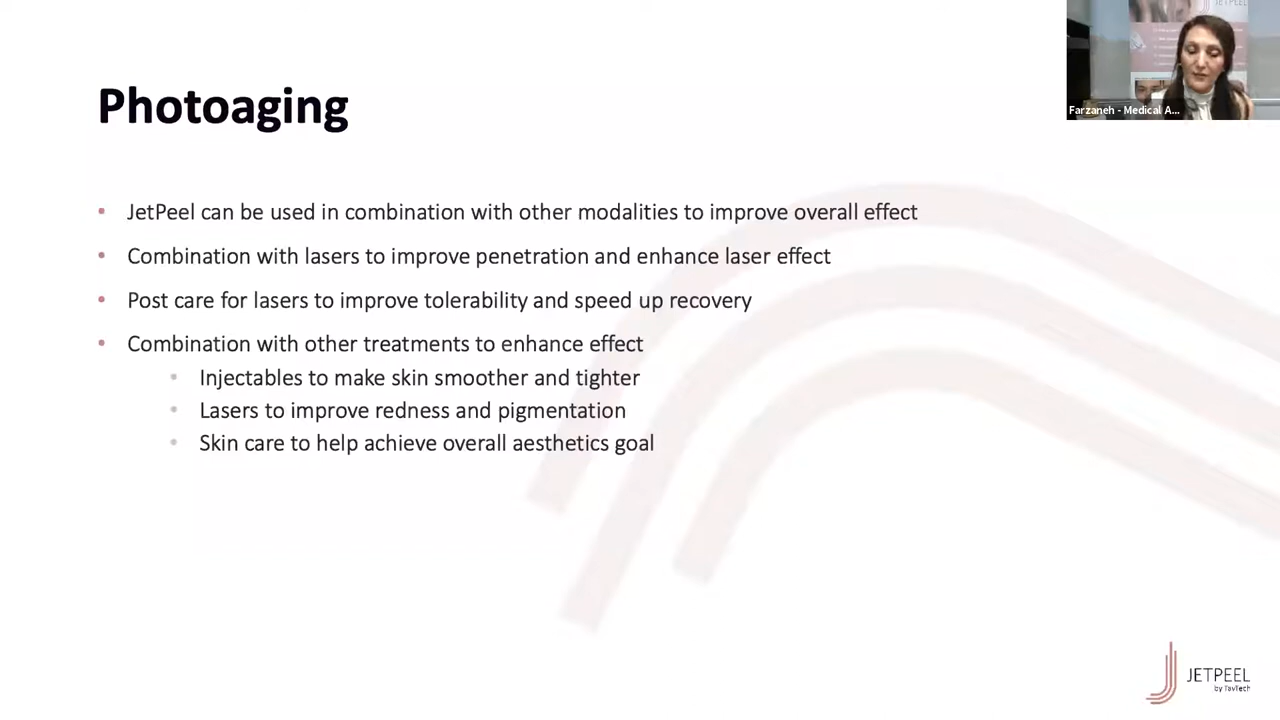 Photoaging
• JetPeel can be used in combination with other modalities to improve overall effect
• Combination with lasers to improve penetration and enhance laser effect
• Post care for lasers to improve tolerability and speed up recovery
• Combination with other treatments to enhance effect
• Injectables to make skin smoother and tighter
• Lasers to improve redness and pigmentation
• Skin care to help achieve overall aesthetics goal
JETPEEL
Farzaneh - Medical A...
JETPEEL
by TavTech